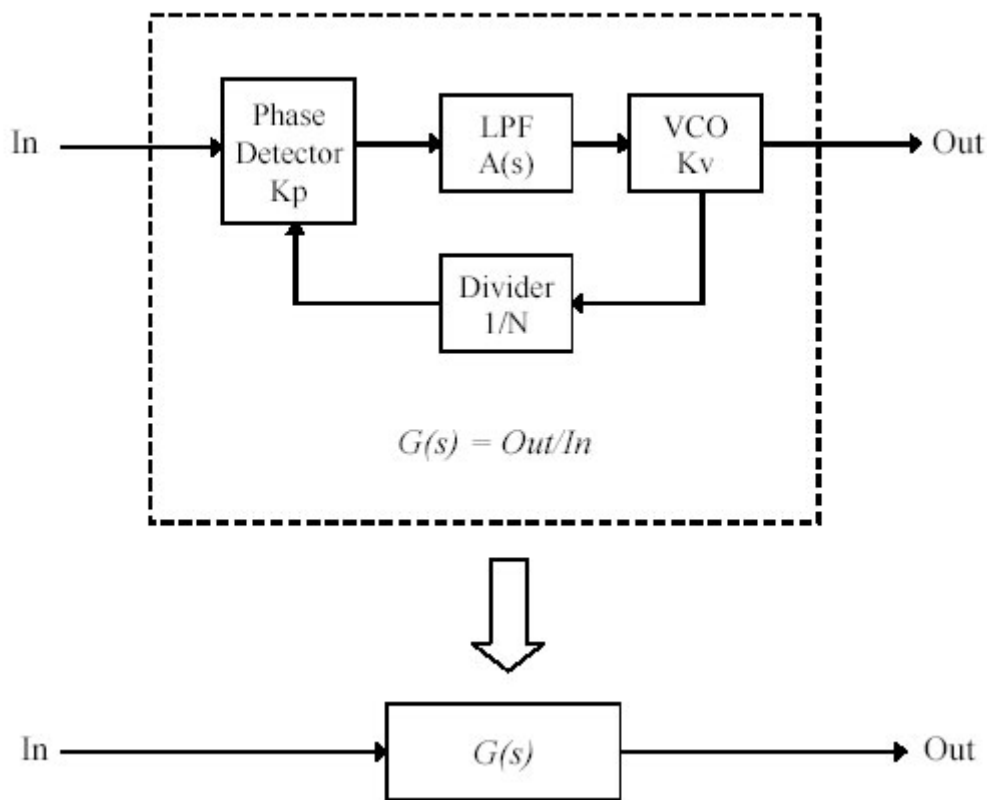 In
Phase
Detector
Kp
LPF
A(s)
VCO
Kv
Out
Divider
1/N
G(s) = Out/In
In
G(s)
Out